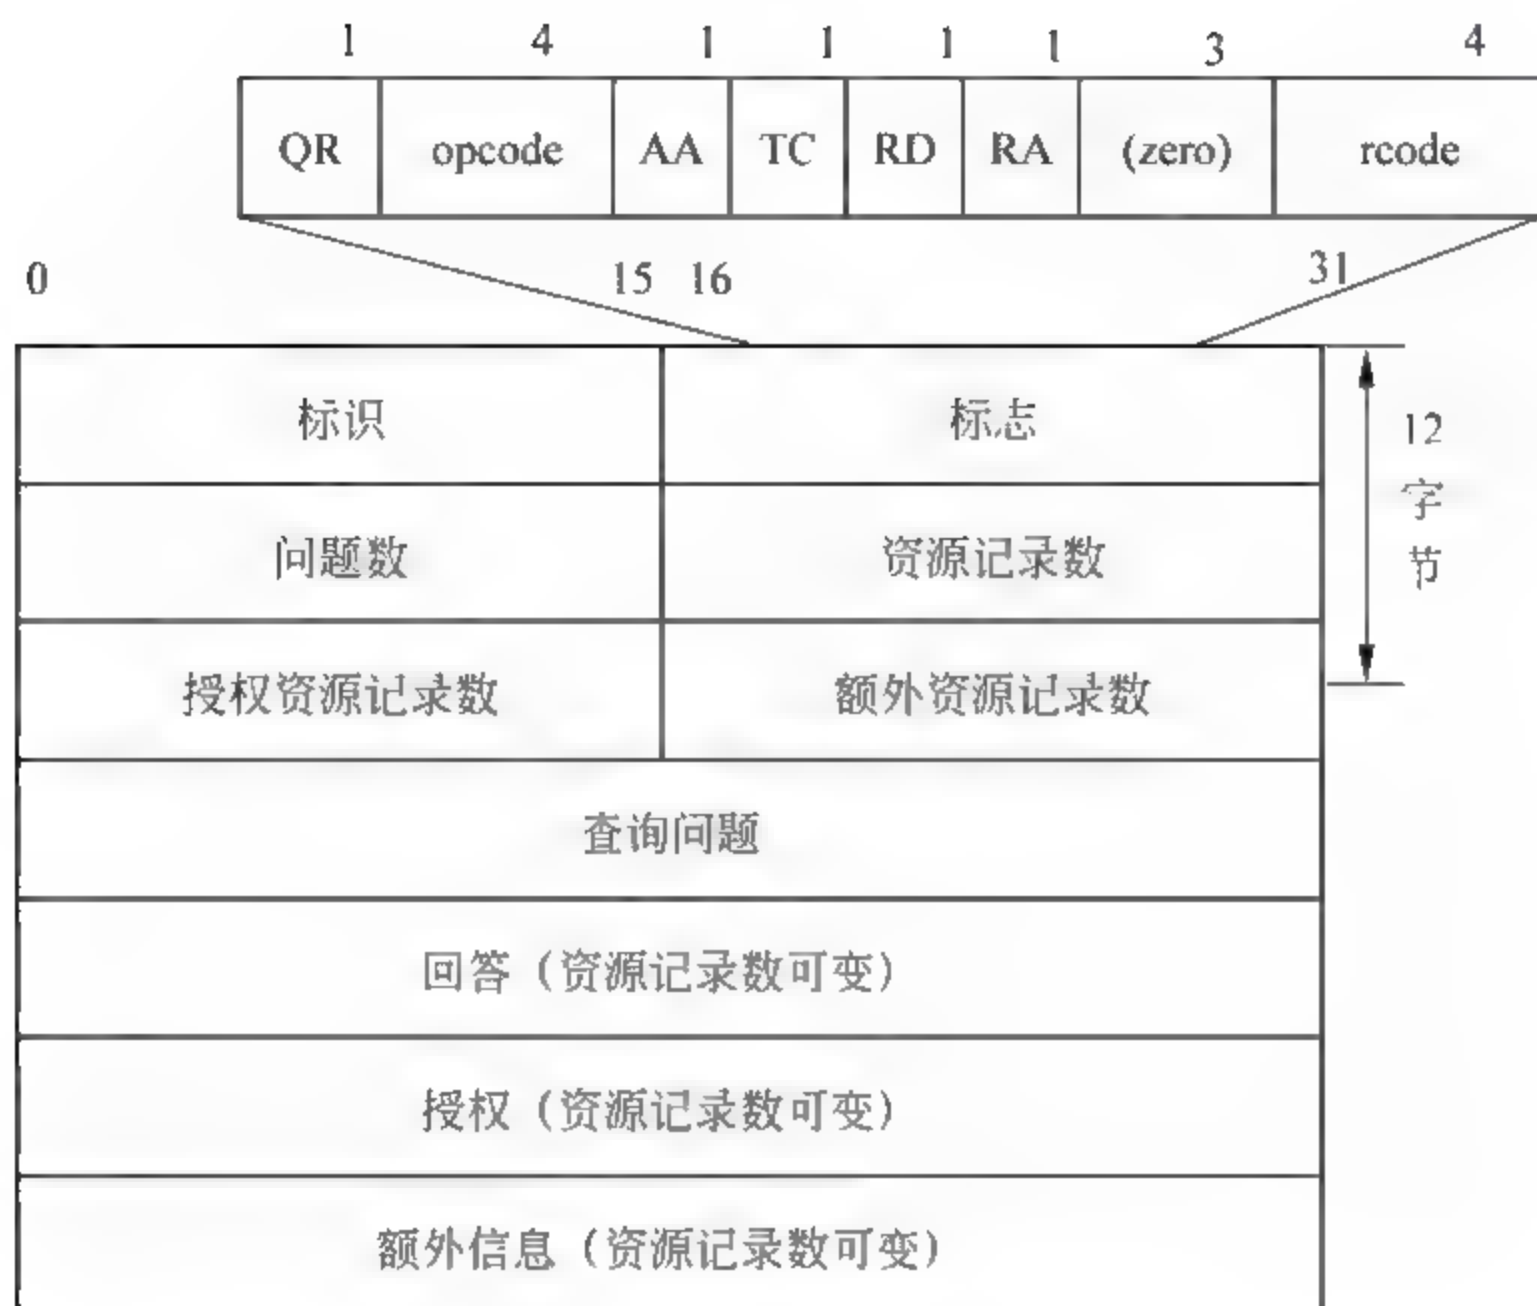 1 4 1 1 1 1 3 4
QR opcode AA TC RD RA (zero) rcode
0 15 16 31
标识 标志
问题数 资源记录数
授权资源记录数 额外资源记录数
12
字
节
查询问题
回答（资源记录数可变）
授权（资源记录数可变）
额外信息（资源记录数可变）